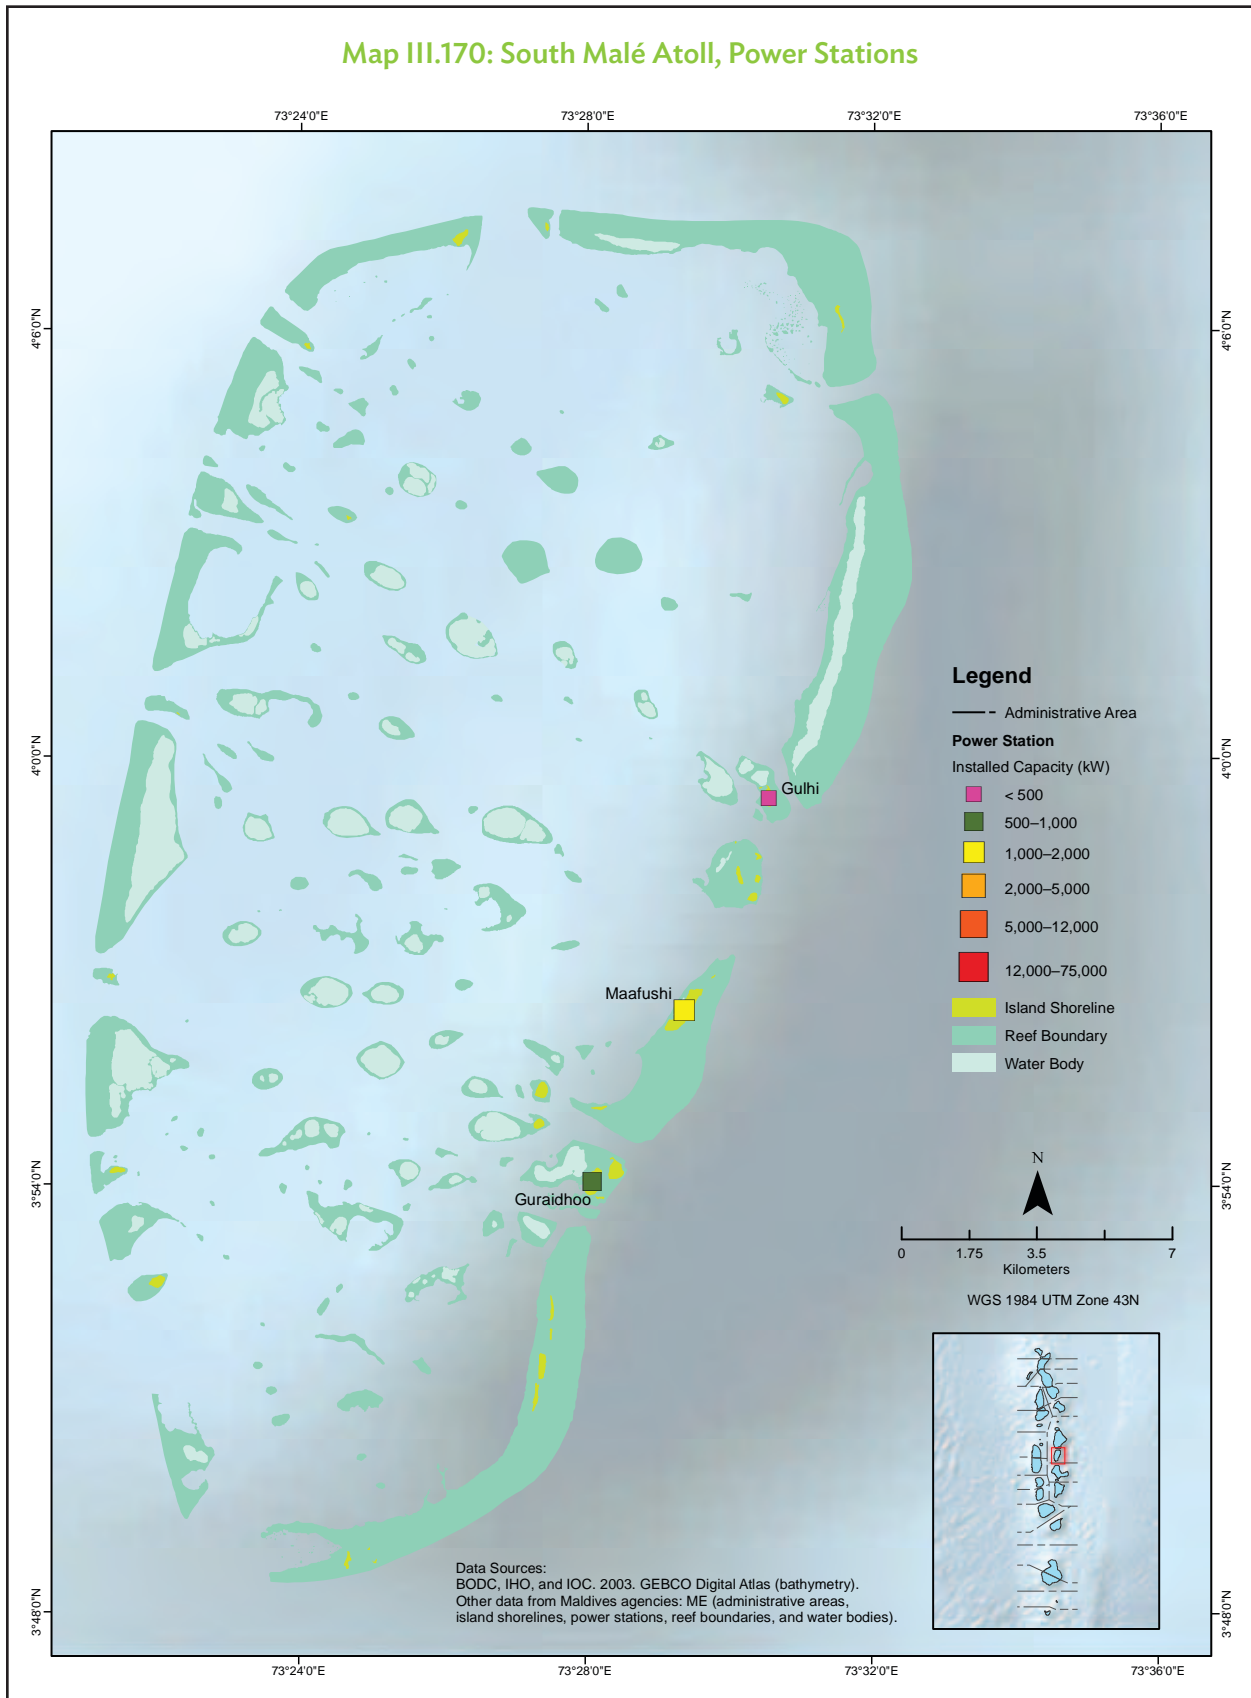 Map III.170: South Malé Atoll, Power Stations
73°24'0"E
73°28'0"E
73°32'0"E
73°36'0"E
4°6'0"N
4°6'0"N
4°0'0"N
4°0'0"N
3°54'0"N
3°54'0"N
3°48'0"N
3°48'0"N
Gulhi
Maafushi
Guraidhoo
Legend
Administrative Area
Power Station
Installed Capacity (kW)
< 500
500–1,000
1,000–2,000
2,000–5,000
5,000–12,000
12,000–75,000
Island Shoreline
Reef Boundary
Water Body
N
0 1.75 3.5 7
Kilometers
WGS 1984 UTM Zone 43N
Data Sources:
BODC, IHO, and IOC. 2003. GEBCO Digital Atlas (bathymetry).
Other data from Maldives agencies: ME (administrative areas,
island shorelines, power stations, reef boundaries, and water bodies).
73°24'0"E
73°28'0"E
73°32'0"E
73°36'0"E